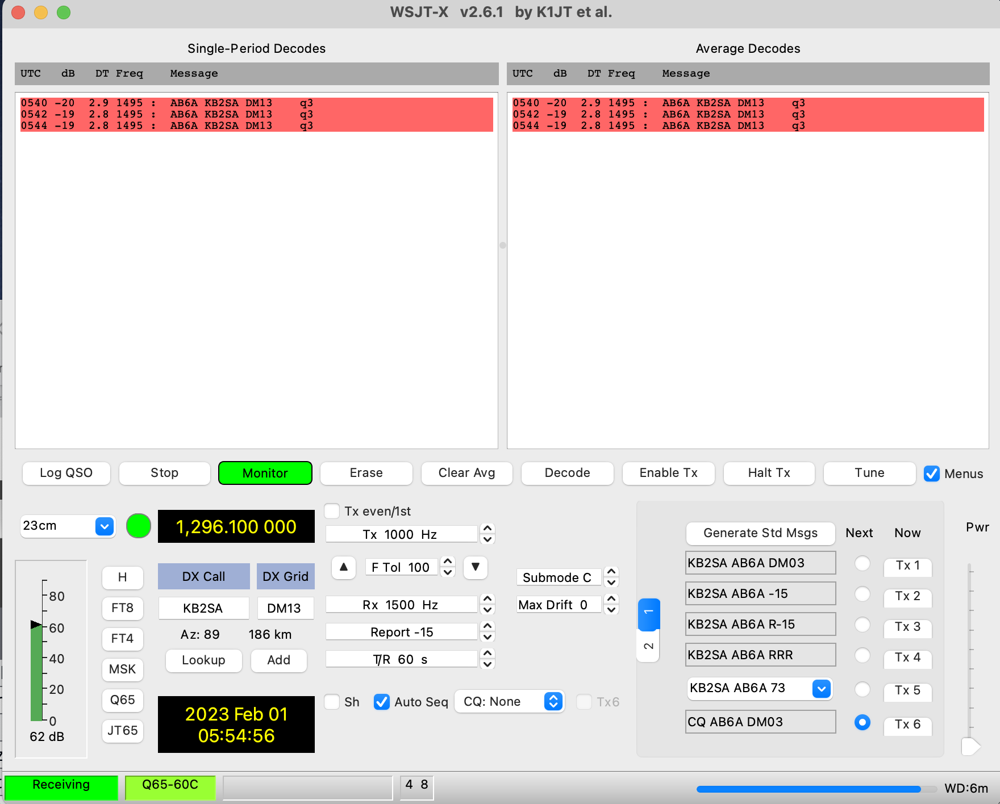 WSJT-X v2.6.1 by K1JT et al.
Single-Period Decodes
UTC dB DT Freq Message
0540 -20 2.9 1495 : AB6A KB2SA DM13 q3
0542 -19 2.8 1495 : AB6A KB2SA DM13 q3
0544 -19 2.8 1495 : AB6A KB2SA DM13 q3
Average Decodes
UTC dB DT Freq Message
0540 -20 2.9 1495 : AB6A KB2SA DM13 q3
0542 -19 2.8 1495 : AB6A KB2SA DM13 q3
0544 -19 2.8 1495 : AB6A KB2SA DM13 q3
Log QSO Stop Monitor Erase Clear Avg Decode Enable Tx Halt Tx Tune Menus
23cm
1,296.100 000
80
60
40
20
0
62 dB
H
FT8
FT4
MSK
Q65
JT65
DX Call DX Grid
KB2SA DM13
Az: 89 186 km
Lookup Add
2023 Feb 01
05:54:56
Tx even/1st
Tx 1000 Hz
▲ F Tol 100 ▼
Rx 1500 Hz
Report -15
T/R 60 s
Submode C
Max Drift 0
Sh Auto Seq CQ: None Tx6
1
2
Generate Std Msgs Next Now
KB2SA AB6A DM03 Tx 1
KB2SA AB6A -15 Tx 2
KB2SA AB6A R-15 Tx 3
KB2SA AB6A RRR Tx 4
KB2SA AB6A 73 Tx 5
CQ AB6A DM03 Tx 6
Pwr
Receiving Q65-60C 4 8 WD:6m